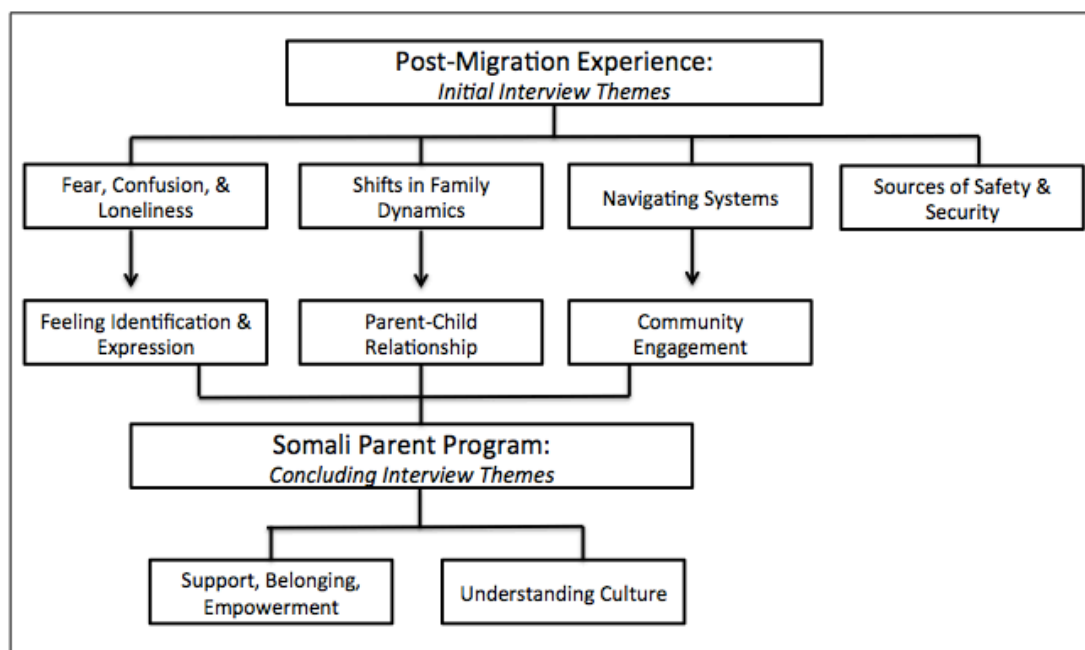 Post-Migration Experience:
Initial Interview Themes
Fear, Confusion, &
Loneliness
Shifts in Family
Dynamics
Navigating Systems
Sources of Safety &
Security
Feeling Identification &
Expression
Parent-Child
Relationship
Community
Engagement
Somali Parent Program:
Concluding Interview Themes
Support, Belonging,
Empowerment
Understanding Culture